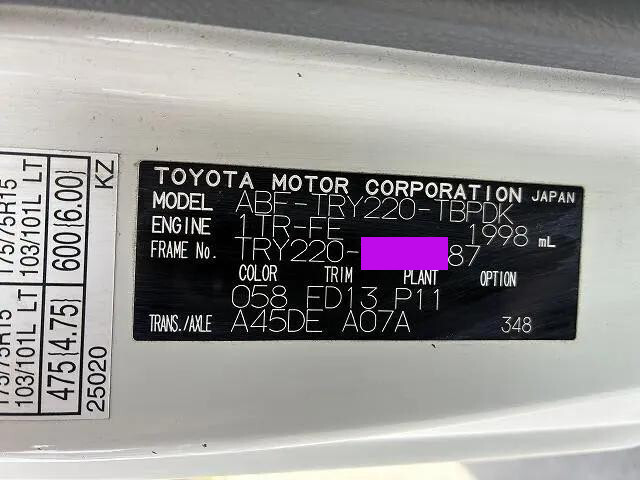 TOYOTA MOTOR CORPORATION JAPAN
MODEL ABF-TRY220-TBPDK
ENGINE 1TR-FE 1998 mL
FRAME No. TRY220- 87
COLOR TRIM PLANT OPTION
058 FD13 P11
TRANS./AXLE A45DE A07A 348
175/75R15
103/101L LT
600{6.00}
KZ
175/75R15
103/101L LT
475{4.75}
25020